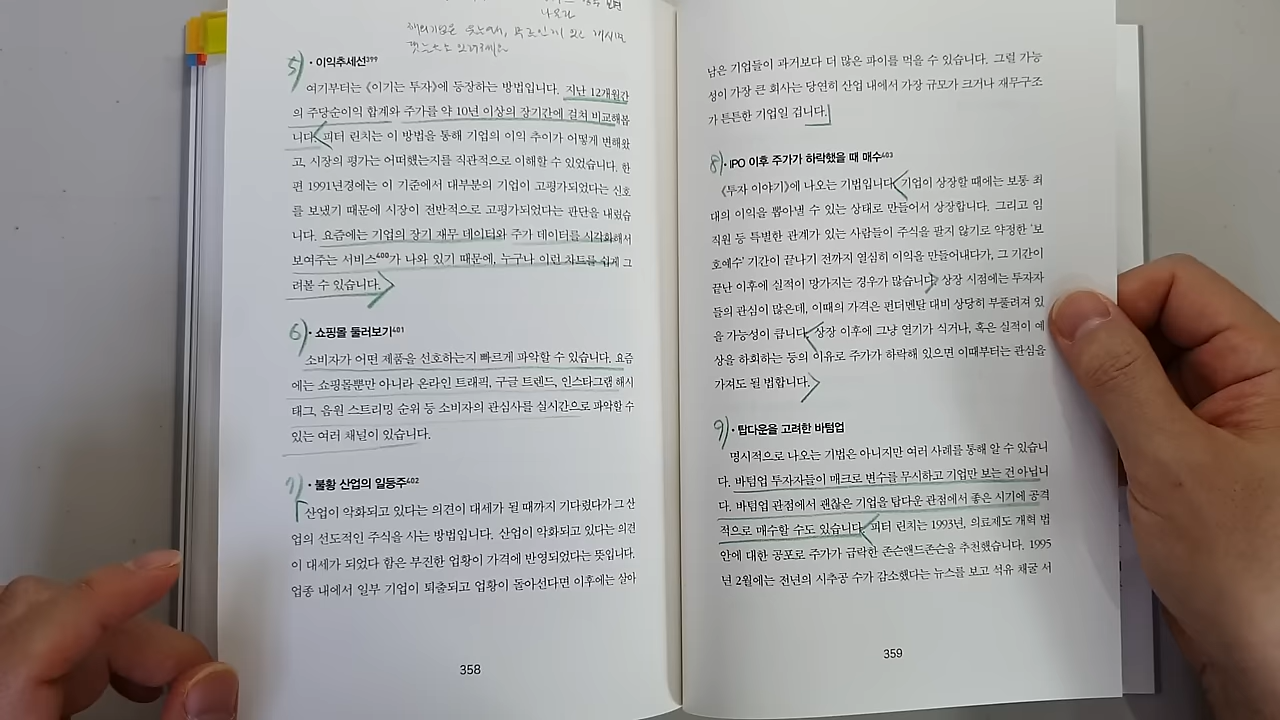 나온다
5) · 이익추세선399
여기부터는 《이기는 투자》에 등장하는 방법입니다. 지난 12개월간
의 주당순이익 합계와 주가를 약 10년 이상의 장기간에 걸쳐 비교해봅
니다. 피터 린치는 이 방법을 통해 기업의 이익 추이가 어떻게 변해왔
고, 시장의 평가는 어떠했는지를 직관적으로 이해할 수 있었습니다. 한
편 1991년경에는 이 기준에서 대부분의 기업이 고평가되었다는 신호
를 보냈기 때문에 시장이 전반적으로 고평가되었다는 판단을 내렸습
니다. 요즘에는 기업의 장기 재무 데이터와 주가 데이터를 시각화해서
보여주는 서비스400가 나와 있기 때문에, 누구나 이런 차트를 쉽게 그
려볼 수 있습니다.
6) · 쇼핑몰 둘러보기401
소비자가 어떤 제품을 선호하는지 빠르게 파악할 수 있습니다. 요즘
에는 쇼핑몰뿐만 아니라 온라인 트래픽, 구글 트렌드, 인스타그램 해시
태그, 음원 스트리밍 순위 등 소비자의 관심사를 실시간으로 파악할 수
있는 여러 채널이 있습니다.
7) · 불황 산업의 일등주402
산업이 악화되고 있다는 의견이 대세가 될 때까지 기다렸다가 그 산
업의 선도적인 주식을 사는 방법입니다. 산업이 악화되고 있다는 의견
이 대세가 되었다 함은 부진한 업황이 가격에 반영되었다는 뜻입니다.
업종 내에서 일부 기업이 퇴출되고 업황이 돌아선다면 이후에는 살아
358
남은 기업들이 과거보다 더 많은 파이를 먹을 수 있습니다. 그럴 가능
성이 가장 큰 회사는 당연히 산업 내에서 가장 규모가 크거나 재무구조
가 튼튼한 기업일 겁니다.
8) · IPO 이후 주가가 하락했을 때 매수403
《투자 이야기》에 나오는 기법입니다. 기업이 상장할 때에는 보통 최
대의 이익을 뽑아낼 수 있는 상태로 만들어서 상장합니다. 그리고 임
직원 등 특별한 관계가 있는 사람들이 주식을 팔지 않기로 약정한 '보
호예수' 기간이 끝나기 전까지 열심히 이익을 만들어내다가, 그 기간이
끝난 이후에 실적이 망가지는 경우가 많습니다. 상장 시점에는 투자자
들의 관심이 많은데, 이때의 가격은 펀더멘탈 대비 상당히 부풀려져 있
을 가능성이 큽니다. 상장 이후에 그냥 열기가 식거나, 혹은 실적이 예
상을 하회하는 등의 이유로 주가가 하락해 있으면 이때부터는 관심을
가져도 될 법합니다.
9) · 탑다운을 고려한 바텀업
명시적으로 나오는 기법은 아니지만 여러 사례를 통해 알 수 있습니
다. 바텀업 투자자들이 매크로 변수를 무시하고 기업만 보는 건 아닙니
다. 바텀업 관점에서 괜찮은 기업을 탑다운 관점에서 좋은 시기에 공격
적으로 매수할 수도 있습니다. 피터 린치는 1993년, 의료제도 개혁 법
안에 대한 공포로 주가가 급락한 존슨앤드존슨을 추천했습니다. 1995
년 2월에는 전년의 시추공 수가 감소했다는 뉴스를 보고 석유 채굴 서
359